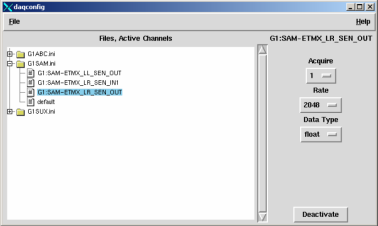 daqconfig
File Help
Files, Active Channels G1:SAM-ETMX_LR_SEN_OUT
G1ABC.ini
G1SAM.ini
G1:SAM-ETMX_LL_SEN_OUT
G1:SAM-ETMX_LR_SEN_IN1
G1:SAM-ETMX_LR_SEN_OUT
default
G1SUX.ini
Acquire
1
Rate
2048
Data Type
float
Deactivate